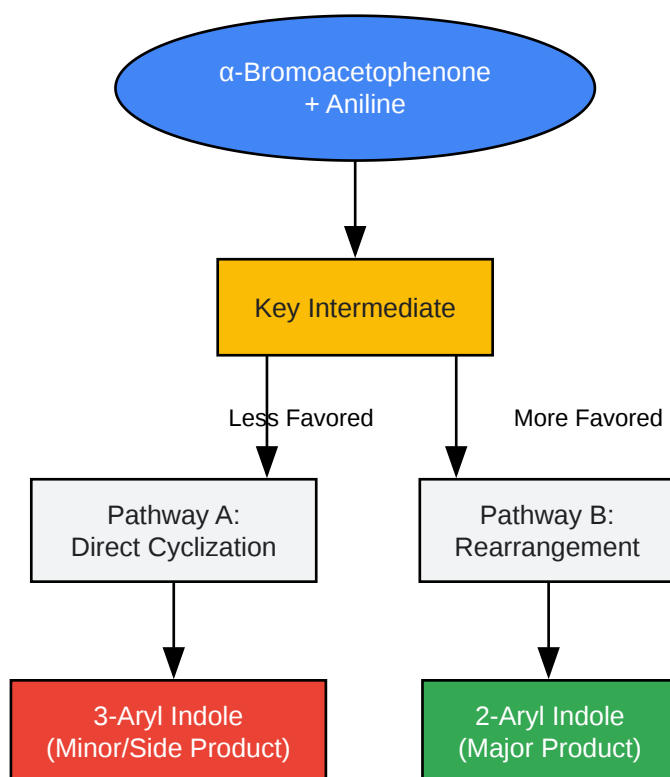 α-Bromoacetophenone
+ Aniline
Key Intermediate
Less Favored
More Favored
Pathway A:
Direct Cyclization
Pathway B:
Rearrangement
3-Aryl Indole
(Minor/Side Product)
2-Aryl Indole
(Major Product)